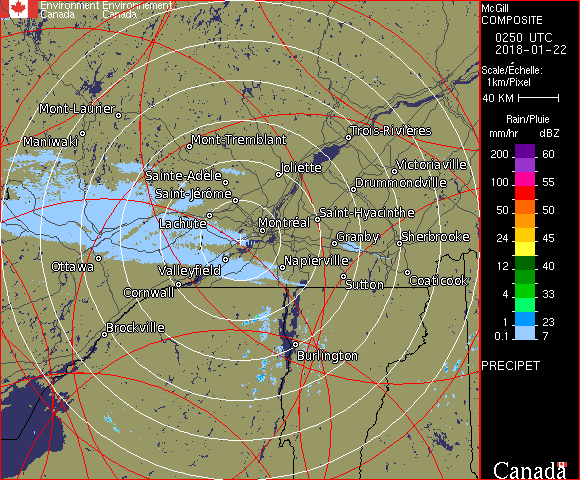 Environment Environnement
Canada Canada
McGill
COMPOSITE
0250 UTC
2018-01-22
Scale/Échelle:
1km/Pixel
40 KM
Rain/Pluie
mm/hr dBZ
200 60
100 55
50 50
24 45
12 40
4 33
1 23
0.1 7
PRECIPET
Canada
Mont-Laurier
Maniwaki
Mont-Tremblant
Trois-Rivières
Sainte-Adèle
Joliette
Victoriaville
Saint-Jérôme
Drummondville
Lachute
Montréal
Saint-Hyacinthe
Granby
Sherbrooke
Ottawa
Valleyfield
Napierville
Cornwall
Sutton
Coaticook
Brockville
Burlington